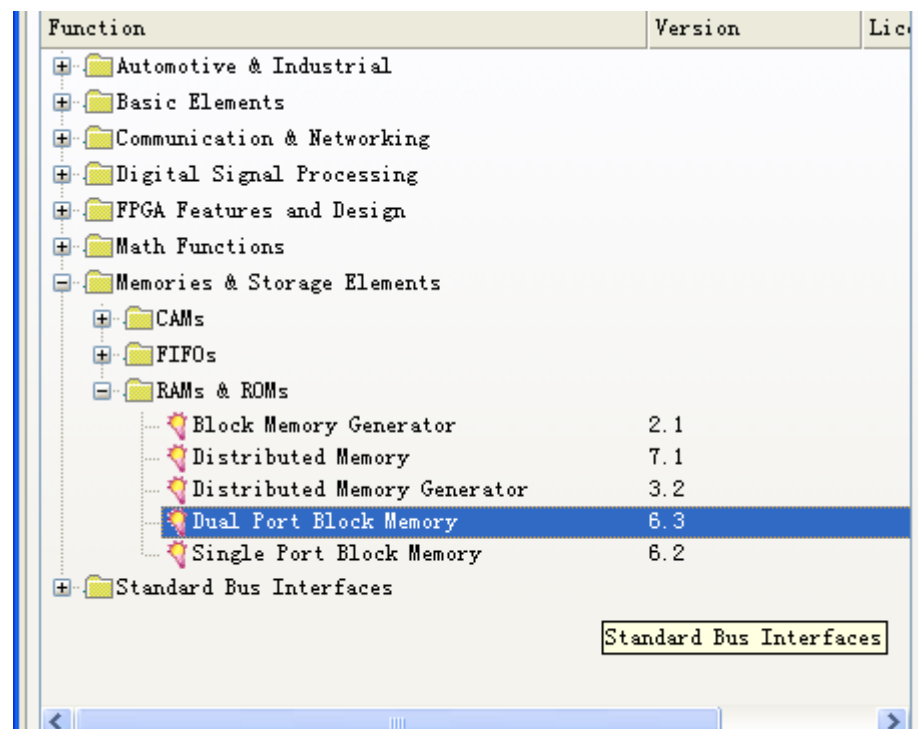 Function Version Lic
Automotive & Industrial
Basic Elements
Communication & Networking
Digital Signal Processing
FPGA Features and Design
Math Functions
Memories & Storage Elements
CAMs
FIFOs
RAMs & ROMs
Block Memory Generator 2.1
Distributed Memory 7.1
Distributed Memory Generator 3.2
Dual Port Block Memory 6.3
Single Port Block Memory 6.2
Standard Bus Interfaces
Standard Bus Interfaces